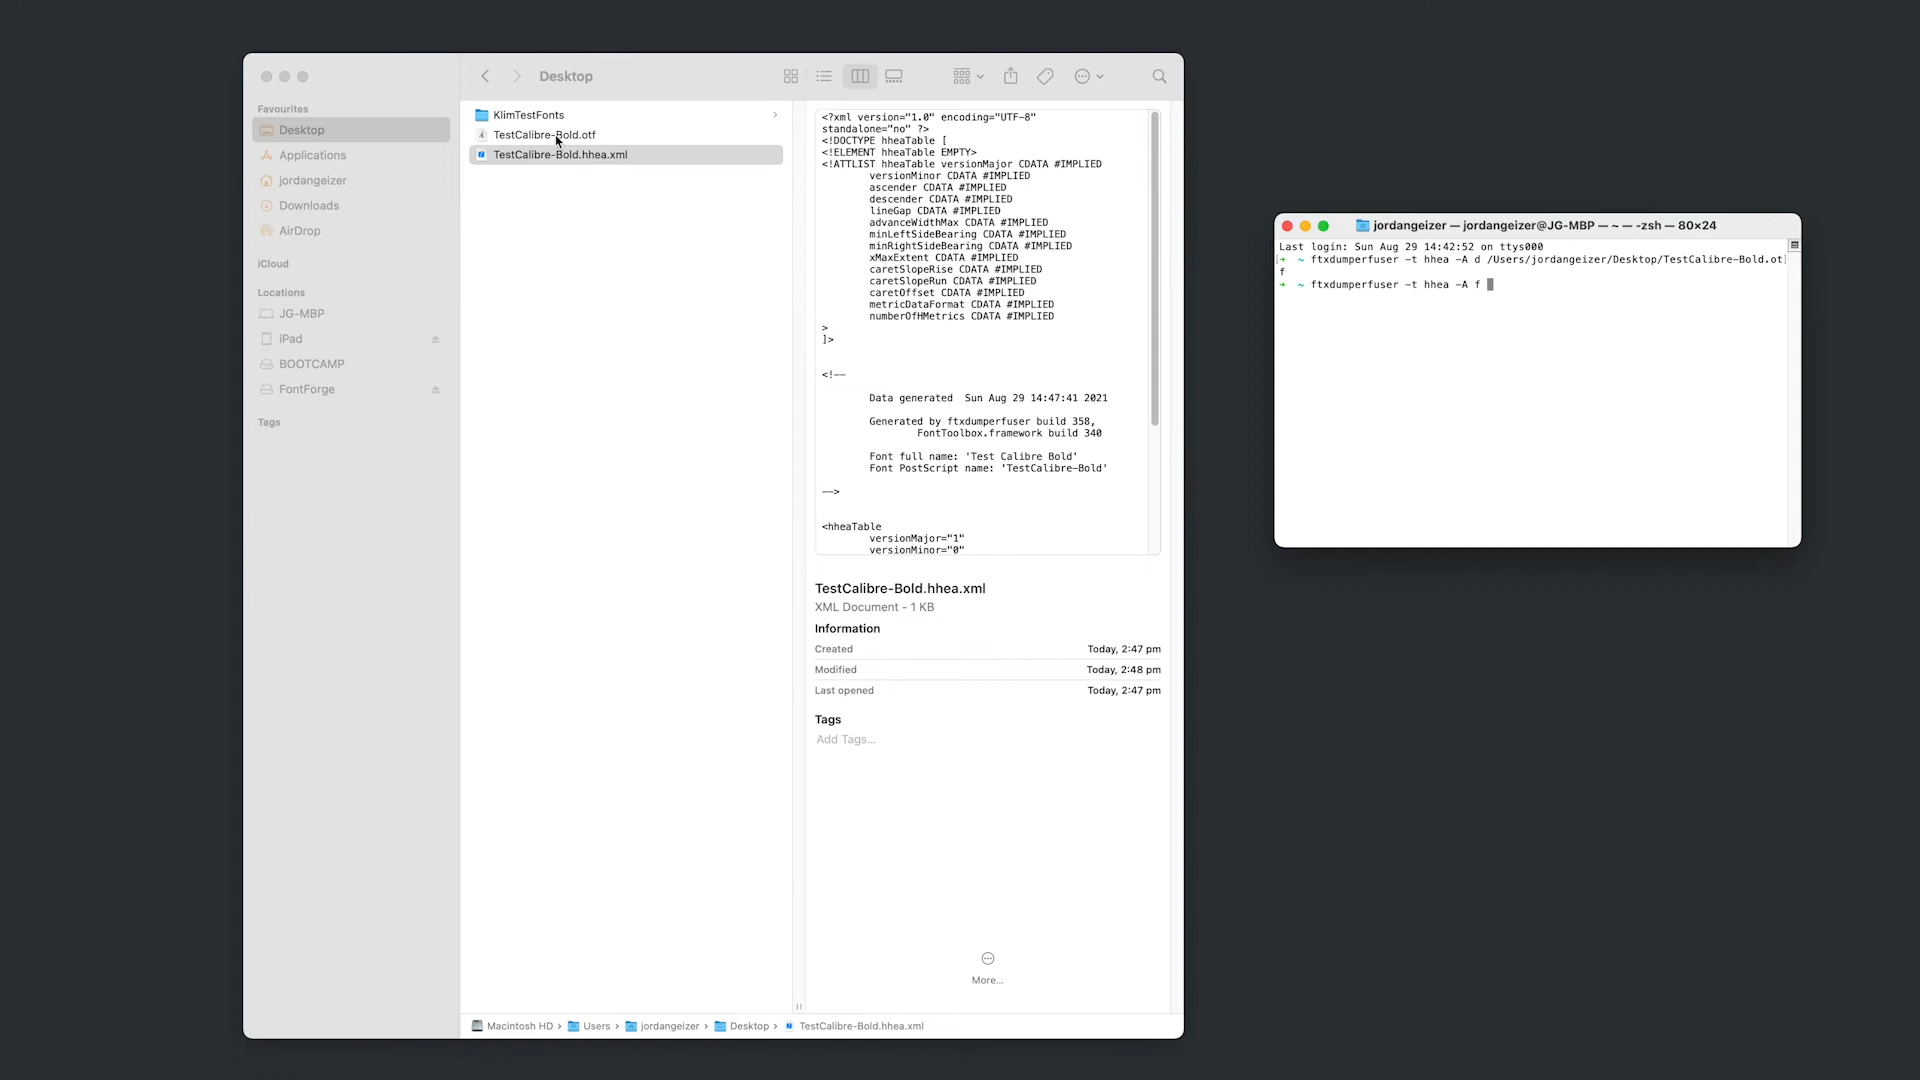 Desktop
Favourites
Desktop
Applications
jordangeizer
Downloads
AirDrop
iCloud
Locations
JG-MBP
iPad
BOOTCAMP
FontForge
Tags
KlimTestFonts
TestCalibre-Bold.otf
TestCalibre-Bold.hhea.xml
<?xml version="1.0" encoding="UTF-8"
standalone="no" ?>
<!DOCTYPE hheaTable [
<!ELEMENT hheaTable EMPTY>
<!ATTLIST hheaTable versionMajor CDATA #IMPLIED
versionMinor CDATA #IMPLIED
ascender CDATA #IMPLIED
descender CDATA #IMPLIED
lineGap CDATA #IMPLIED
advanceWidthMax CDATA #IMPLIED
minLeftSideBearing CDATA #IMPLIED
minRightSideBearing CDATA #IMPLIED
xMaxExtent CDATA #IMPLIED
caretSlopeRise CDATA #IMPLIED
caretSlopeRun CDATA #IMPLIED
caretOffset CDATA #IMPLIED
metricDataFormat CDATA #IMPLIED
numberOfHMetrics CDATA #IMPLIED
>
]>
<!--
Data generated  Sun Aug 29 14:47:41 2021
Generated by ftxdumperfuser build 358,
FontToolbox.framework build 340
Font full name: 'Test Calibre Bold'
Font PostScript name: 'TestCalibre-Bold'
-->
<hheaTable
versionMajor="1"
versionMinor="0"
TestCalibre-Bold.hhea.xml
XML Document - 1 KB
Information
Created Today, 2:47 pm
Modified Today, 2:48 pm
Last opened Today, 2:47 pm
Tags
Add Tags...
More...
Macintosh HD › Users › jordangeizer › Desktop › TestCalibre-Bold.hhea.xml
jordangeizer — jordangeizer@JG-MBP — ~ — -zsh — 80×24
Last login: Sun Aug 29 14:42:52 on ttys000
[➜  ~ ftxdumperfuser -t hhea -A d /Users/jordangeizer/Desktop/TestCalibre-Bold.ot]
f
➜  ~ ftxdumperfuser -t hhea -A f